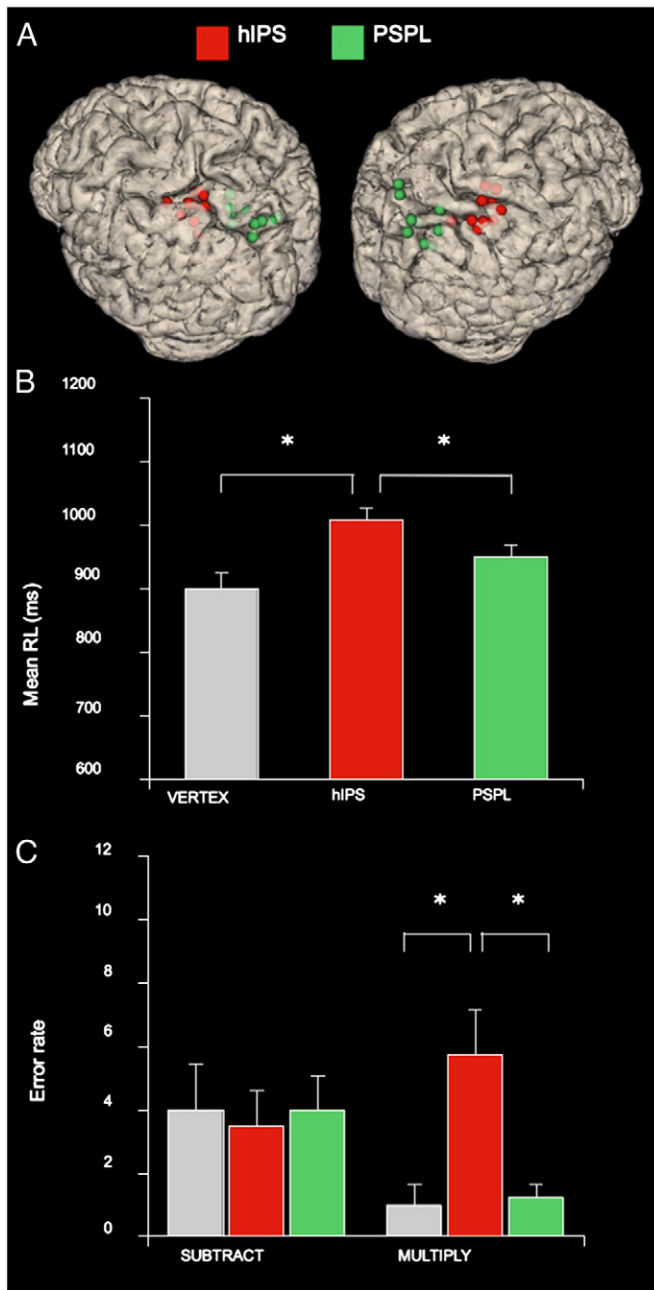 A
hIPS PSPL
B
1200
*
*
1100
1000
900
800
700
600
Mean RL (ms)
VERTEX hIPS PSPL
C
12
*
*
10
8
6
4
2
0
Error rate
SUBTRACT MULTIPLY